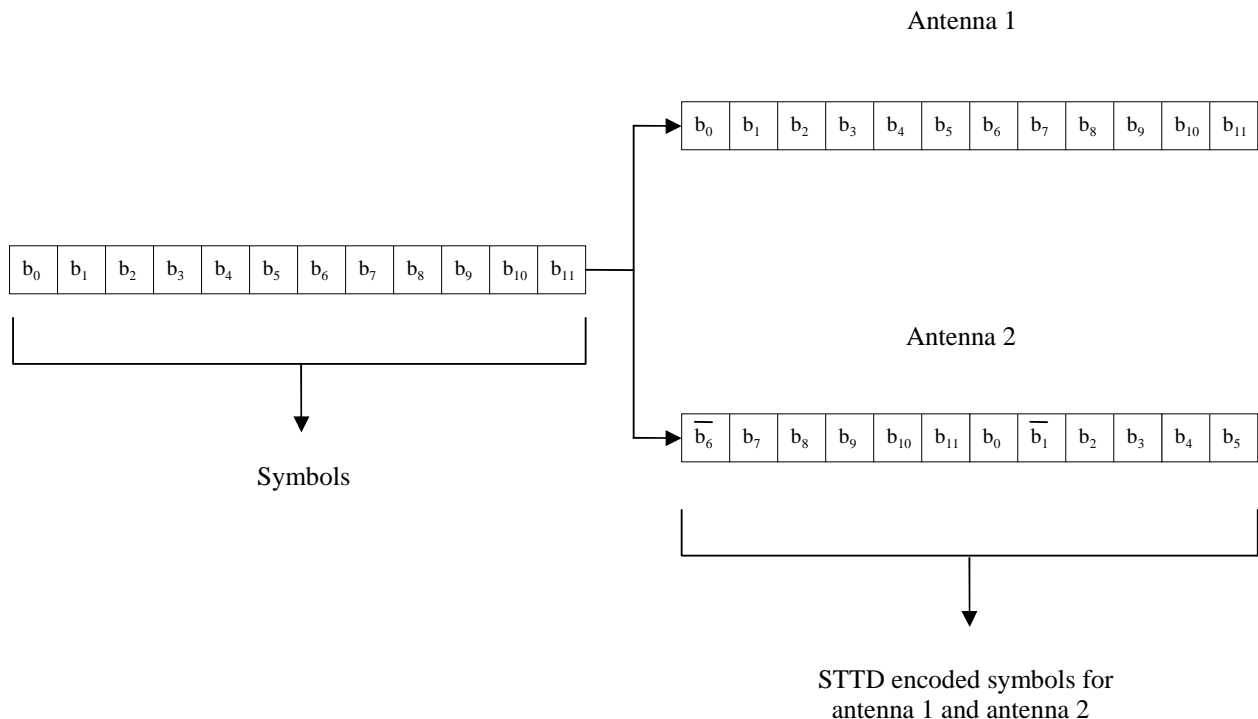 Antenna 1
b₀ b₁ b₂ b₃ b₄ b₅ b₆ b₇ b₈ b₉ b₁₀ b₁₁
b₀ b₁ b₂ b₃ b₄ b₅ b₆ b₇ b₈ b₉ b₁₀ b₁₁
Antenna 2
b̅₆ b₇ b₈ b₉ b₁₀ b₁₁ b₀ b̅₁ b₂ b₃ b₄ b₅
Symbols
STTD encoded symbols for
antenna 1 and antenna 2